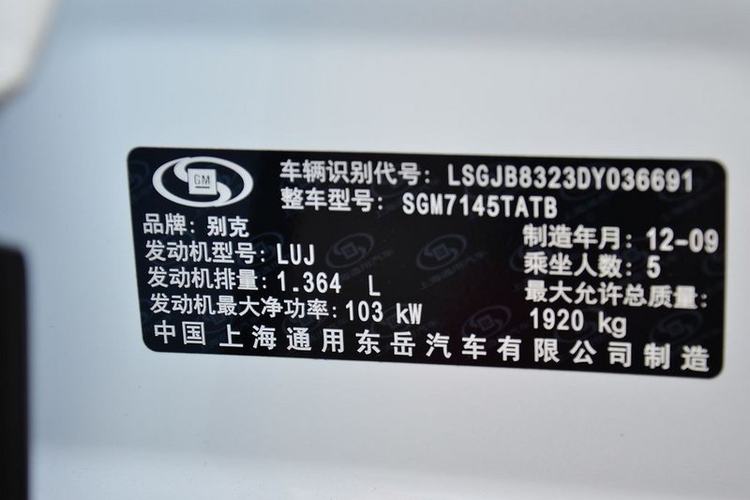 GM
车辆识别代号: LSGJB8323DY036691
整车型号: SGM7145TATB
品牌: 别克
发动机型号: LUJ
制造年月: 12-09
发动机排量: 1.364 L
乘坐人数: 5
发动机最大净功率: 103 kW
最大允许总质量:
1920 kg
中国上海通用东岳汽车有限公司制造